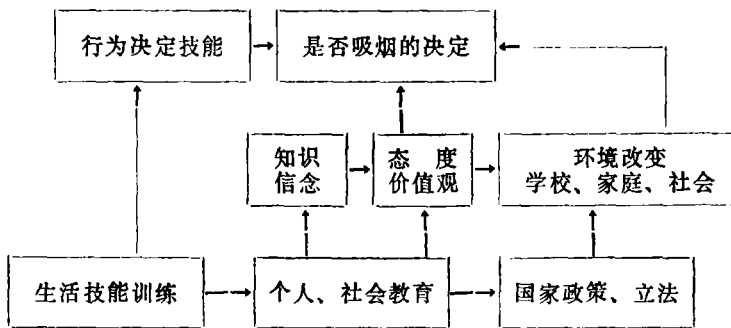 行为决定技能
是否吸烟的决定
知识
信念
态 度
价值观
环境改变
学校、家庭、社会
生活技能训练
个人、社会教育
国家政策、立法